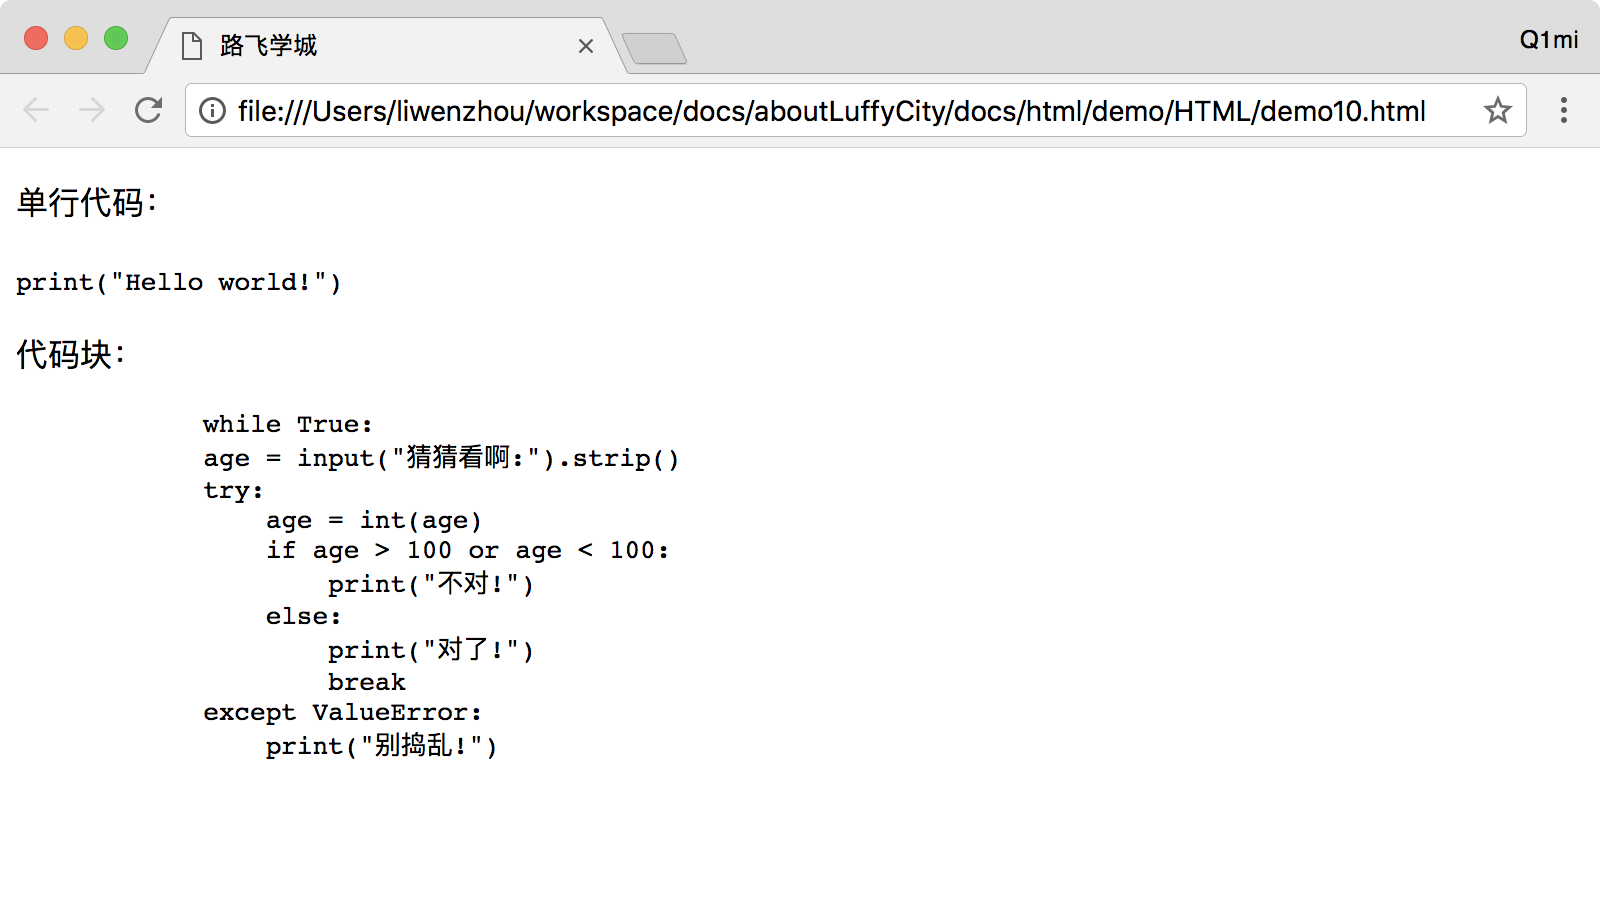 路飞学城
Q1mi
file:///Users/liwenzhou/workspace/docs/aboutLuffyCity/docs/html/demo/HTML/demo10.html
单行代码：
print("Hello world!")
代码块：
while True:
age = input("猜猜看啊:").strip()
try:
    age = int(age)
    if age > 100 or age < 100:
        print("不对!")
    else:
        print("对了!")
        break
except ValueError:
    print("别捣乱!")